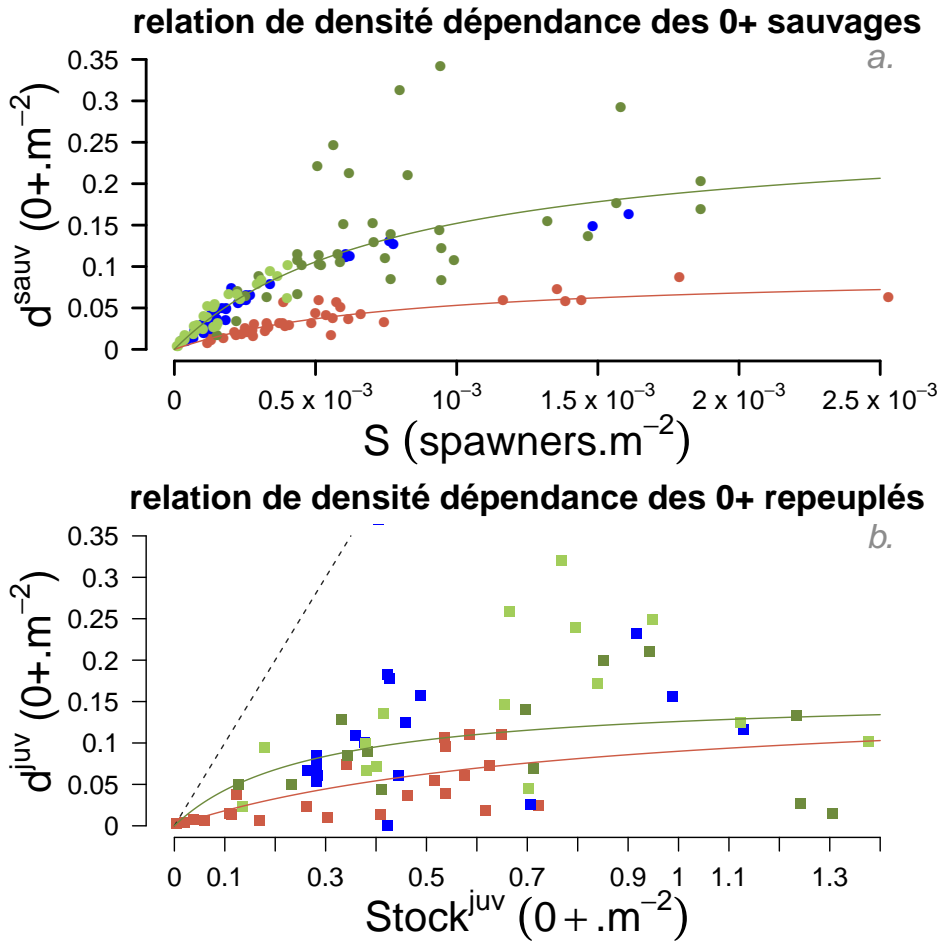 relation de densité dépendance des 0+ sauvages
a.
d^sauv (0+.m^−2)
0.35
0.3
0.25
0.2
0.15
0.1
0.05
0
0 0.5 x 10^−3 10^−3 1.5 x 10^−3 2 x 10^−3 2.5 x 10^−3
S (spawners.m^−2)
relation de densité dépendance des 0+ repeuplés
b.
d^juv (0+.m^−2)
0.35
0.3
0.25
0.2
0.15
0.1
0.05
0
0 0.1 0.3 0.5 0.7 0.9 1 1.1 1.3
Stock^juv (0+.m^−2)